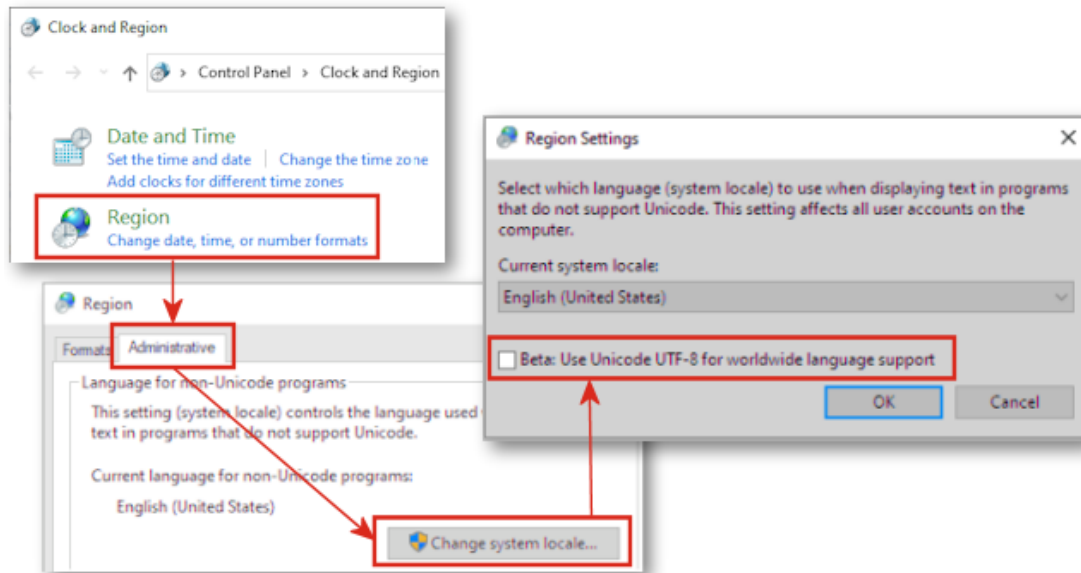 Clock and Region
Control Panel > Clock and Region
Date and Time
Set the time and date | Change the time zone
Add clocks for different time zones
Region
Change date, time, or number formats
Region
Formats Administrative
Language for non-Unicode programs
This setting (system locale) controls the language used
text in programs that do not support Unicode.
Current language for non-Unicode programs:
English (United States)
Change system locale...
Region Settings
Select which language (system locale) to use when displaying text in programs
that do not support Unicode. This setting affects all user accounts on the
computer.
Current system locale:
English (United States)
Beta: Use Unicode UTF-8 for worldwide language support
OK Cancel